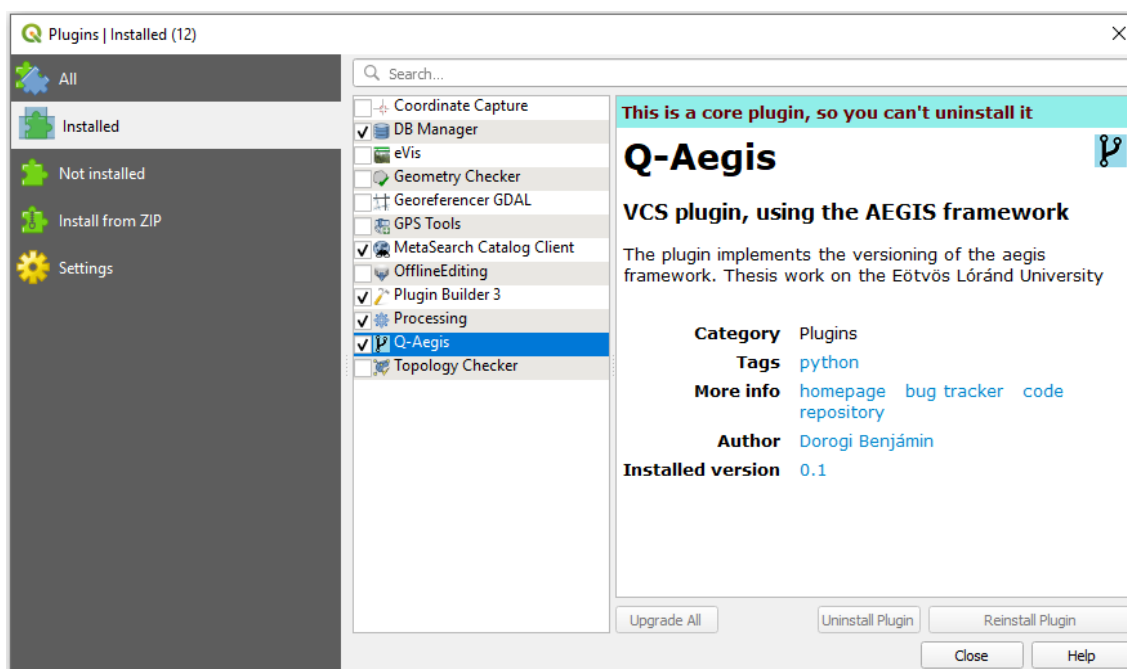 Plugins | Installed (12)
All
Installed
Not installed
Install from ZIP
Settings
Search...
Coordinate Capture
DB Manager
eVis
Geometry Checker
Georeferencer GDAL
GPS Tools
MetaSearch Catalog Client
OfflineEditing
Plugin Builder 3
Processing
Q-Aegis
Topology Checker
This is a core plugin, so you can't uninstall it
Q-Aegis
VCS plugin, using the AEGIS framework
The plugin implements the versioning of the aegis
framework. Thesis work on the Eötvös Lóránd University
Category Plugins
Tags python
More info homepage bug tracker code
repository
Author Dorogi Benjámin
Installed version 0.1
Upgrade All Uninstall Plugin Reinstall Plugin
Close Help